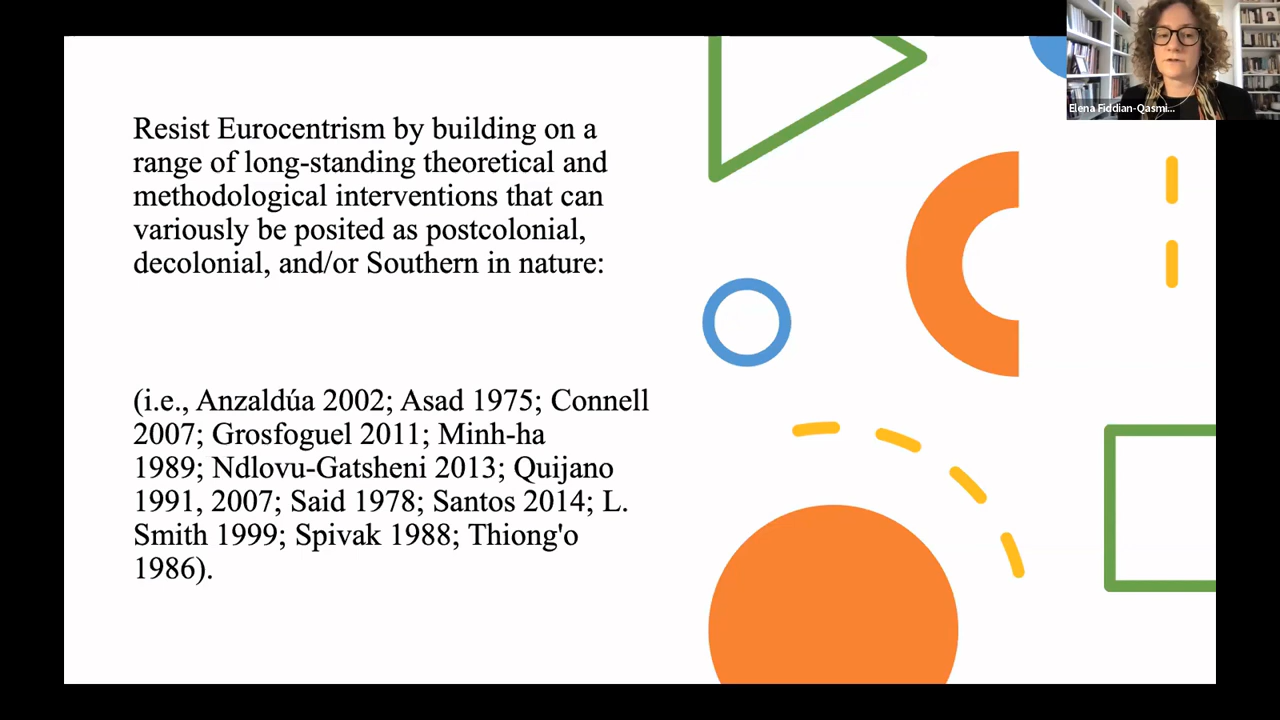 Resist Eurocentrism by building on a
range of long-standing theoretical and
methodological interventions that can
variously be posited as postcolonial,
decolonial, and/or Southern in nature:
(i.e., Anzaldúa 2002; Asad 1975; Connell
2007; Grosfoguel 2011; Minh-ha
1989; Ndlovu-Gatsheni 2013; Quijano
1991, 2007; Said 1978; Santos 2014; L.
Smith 1999; Spivak 1988; Thiong'o
1986).
Elena Fiddian-Qasmi...